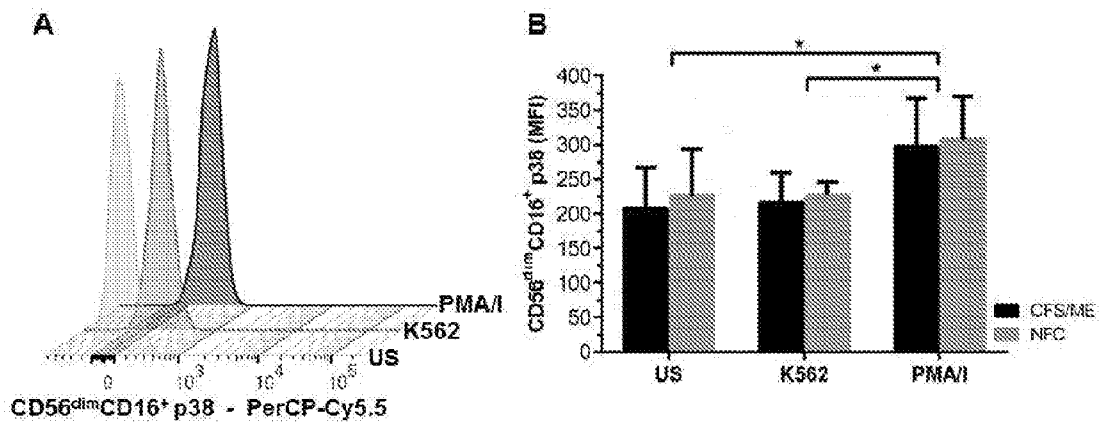 A
PMA/I
K562
US
0 10³ 10⁴ 10⁵
CD56dimCD16+ p38 - PerCP-Cy5.5
B
*
*
CD56dimCD16+ p38 (MFI)
400
350
300
250
200
150
100
50
0
US K562 PMA/I
CFS/ME
NFC